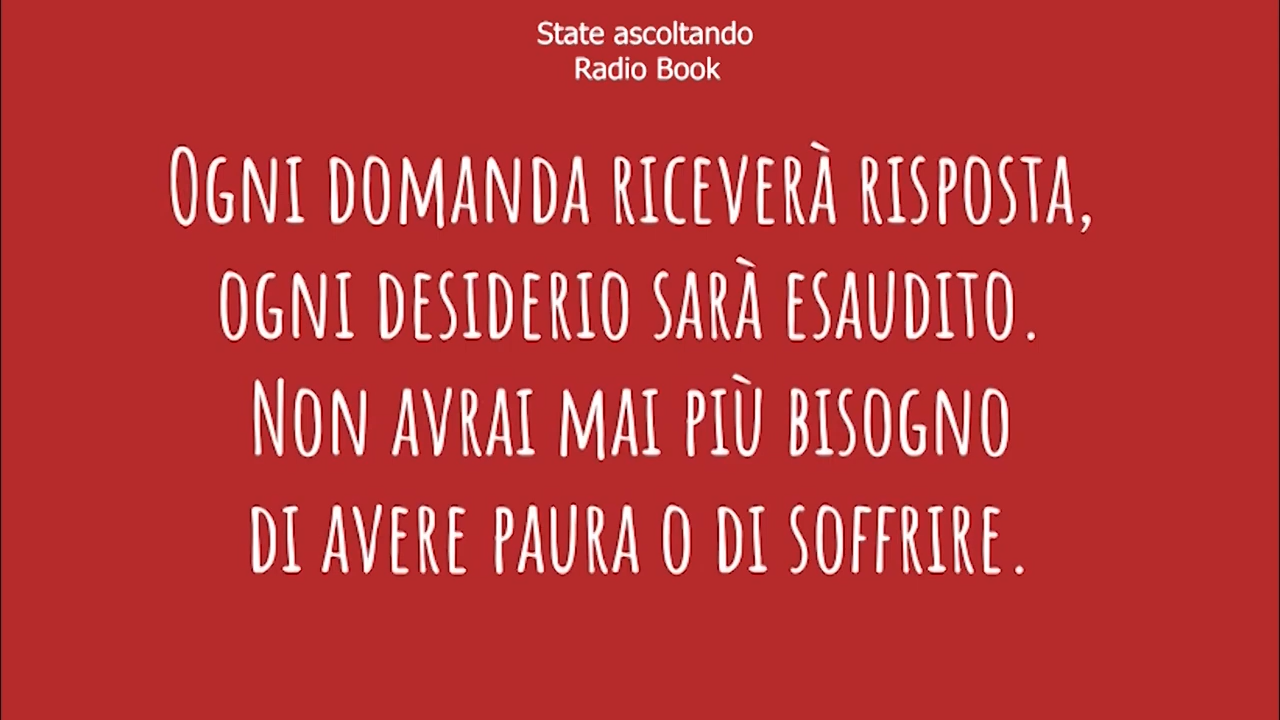 State ascoltando
Radio Book
Ogni domanda riceverà risposta,
ogni desiderio sarà esaudito.
Non avrai mai più bisogno
di avere paura o di soffrire.